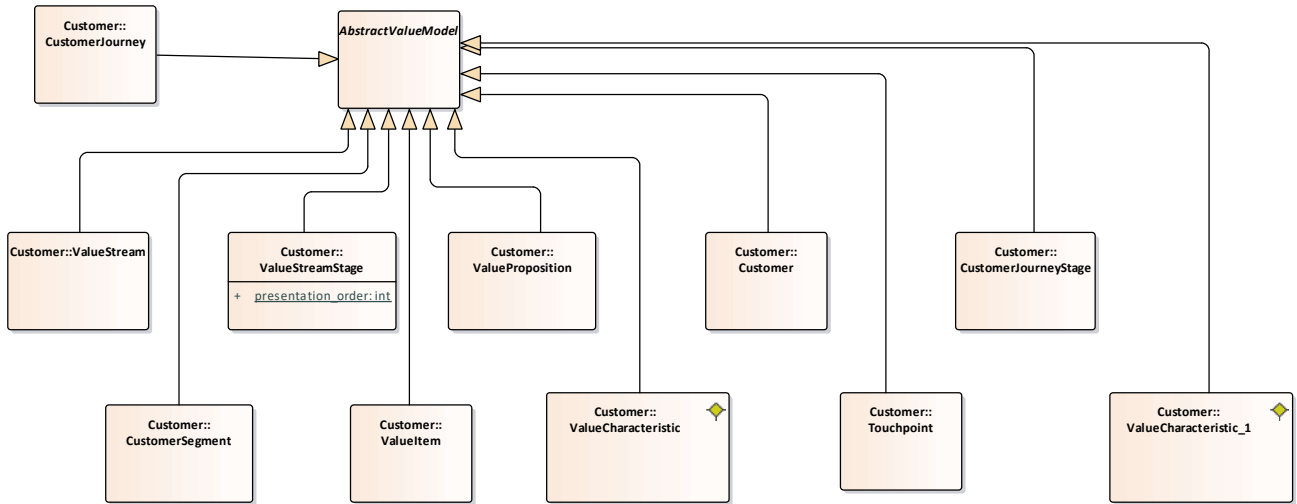 Customer::
CustomerJourney
AbstractValueModel
Customer::ValueStream
Customer::
ValueStreamStage
+ presentation_order: int
Customer::
ValueProposition
Customer::
Customer
Customer::
CustomerJourneyStage
Customer::
CustomerSegment
Customer::
ValueItem
Customer::
ValueCharacteristic
Customer::
Touchpoint
Customer::
ValueCharacteristic_1